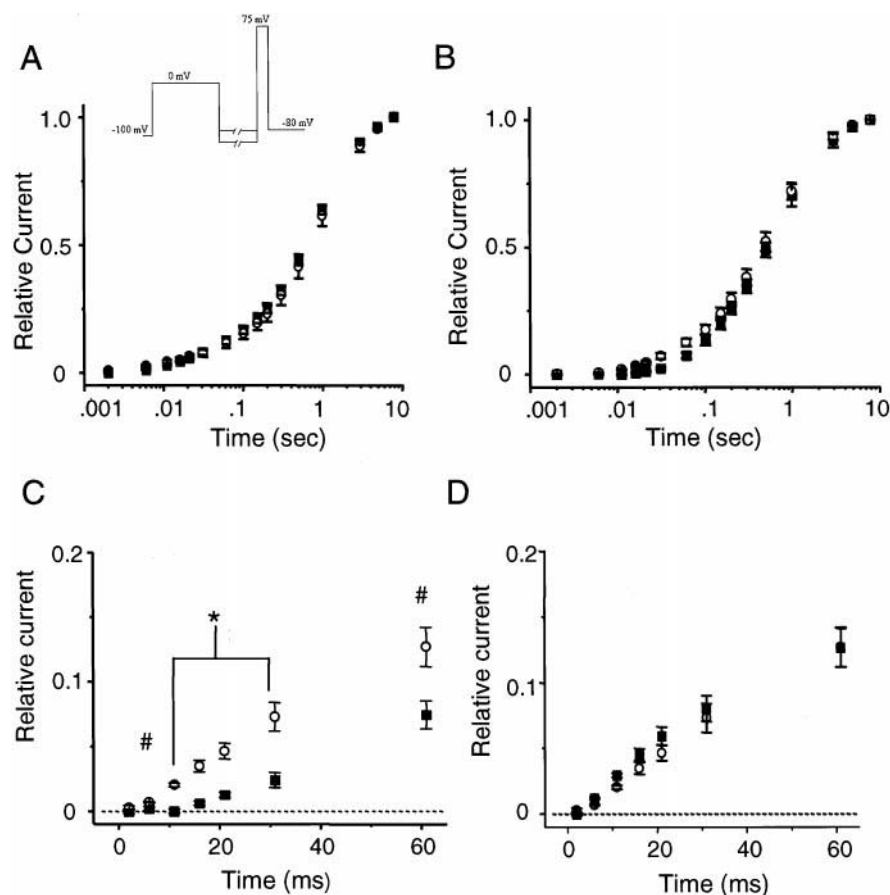 A
B
75 mV
0 mV
-100 mV
-80 mV
1.0
0.5
0
Relative Current
.001 .01 .1 1 10
Time (sec)
1.0
0.5
0
Relative Current
.001 0.01 0.1 1 10
Time (sec)
C
D
0.2
0.1
0
Relative current
#
*
#
0 20 40 60
Time (ms)
0.2
0.1
0
Relative current
0 20 40 60
Time (ms)